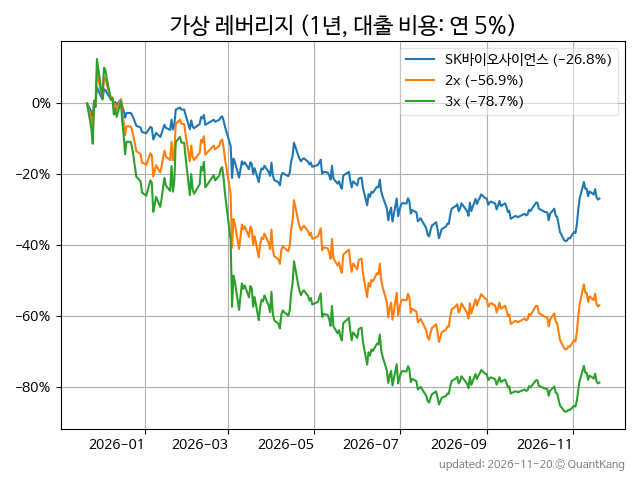 가상 레버리지 (1년, 대출 비용: 연 5%)
SK바이오사이언스 (−26.8%)
2x (−56.9%)
3x (−78.7%)
0%
−20%
−40%
−60%
−80%
2026-01 2026-03 2026-05 2026-07 2026-09 2026-11
updated: 2026-11-20 © QuantKang